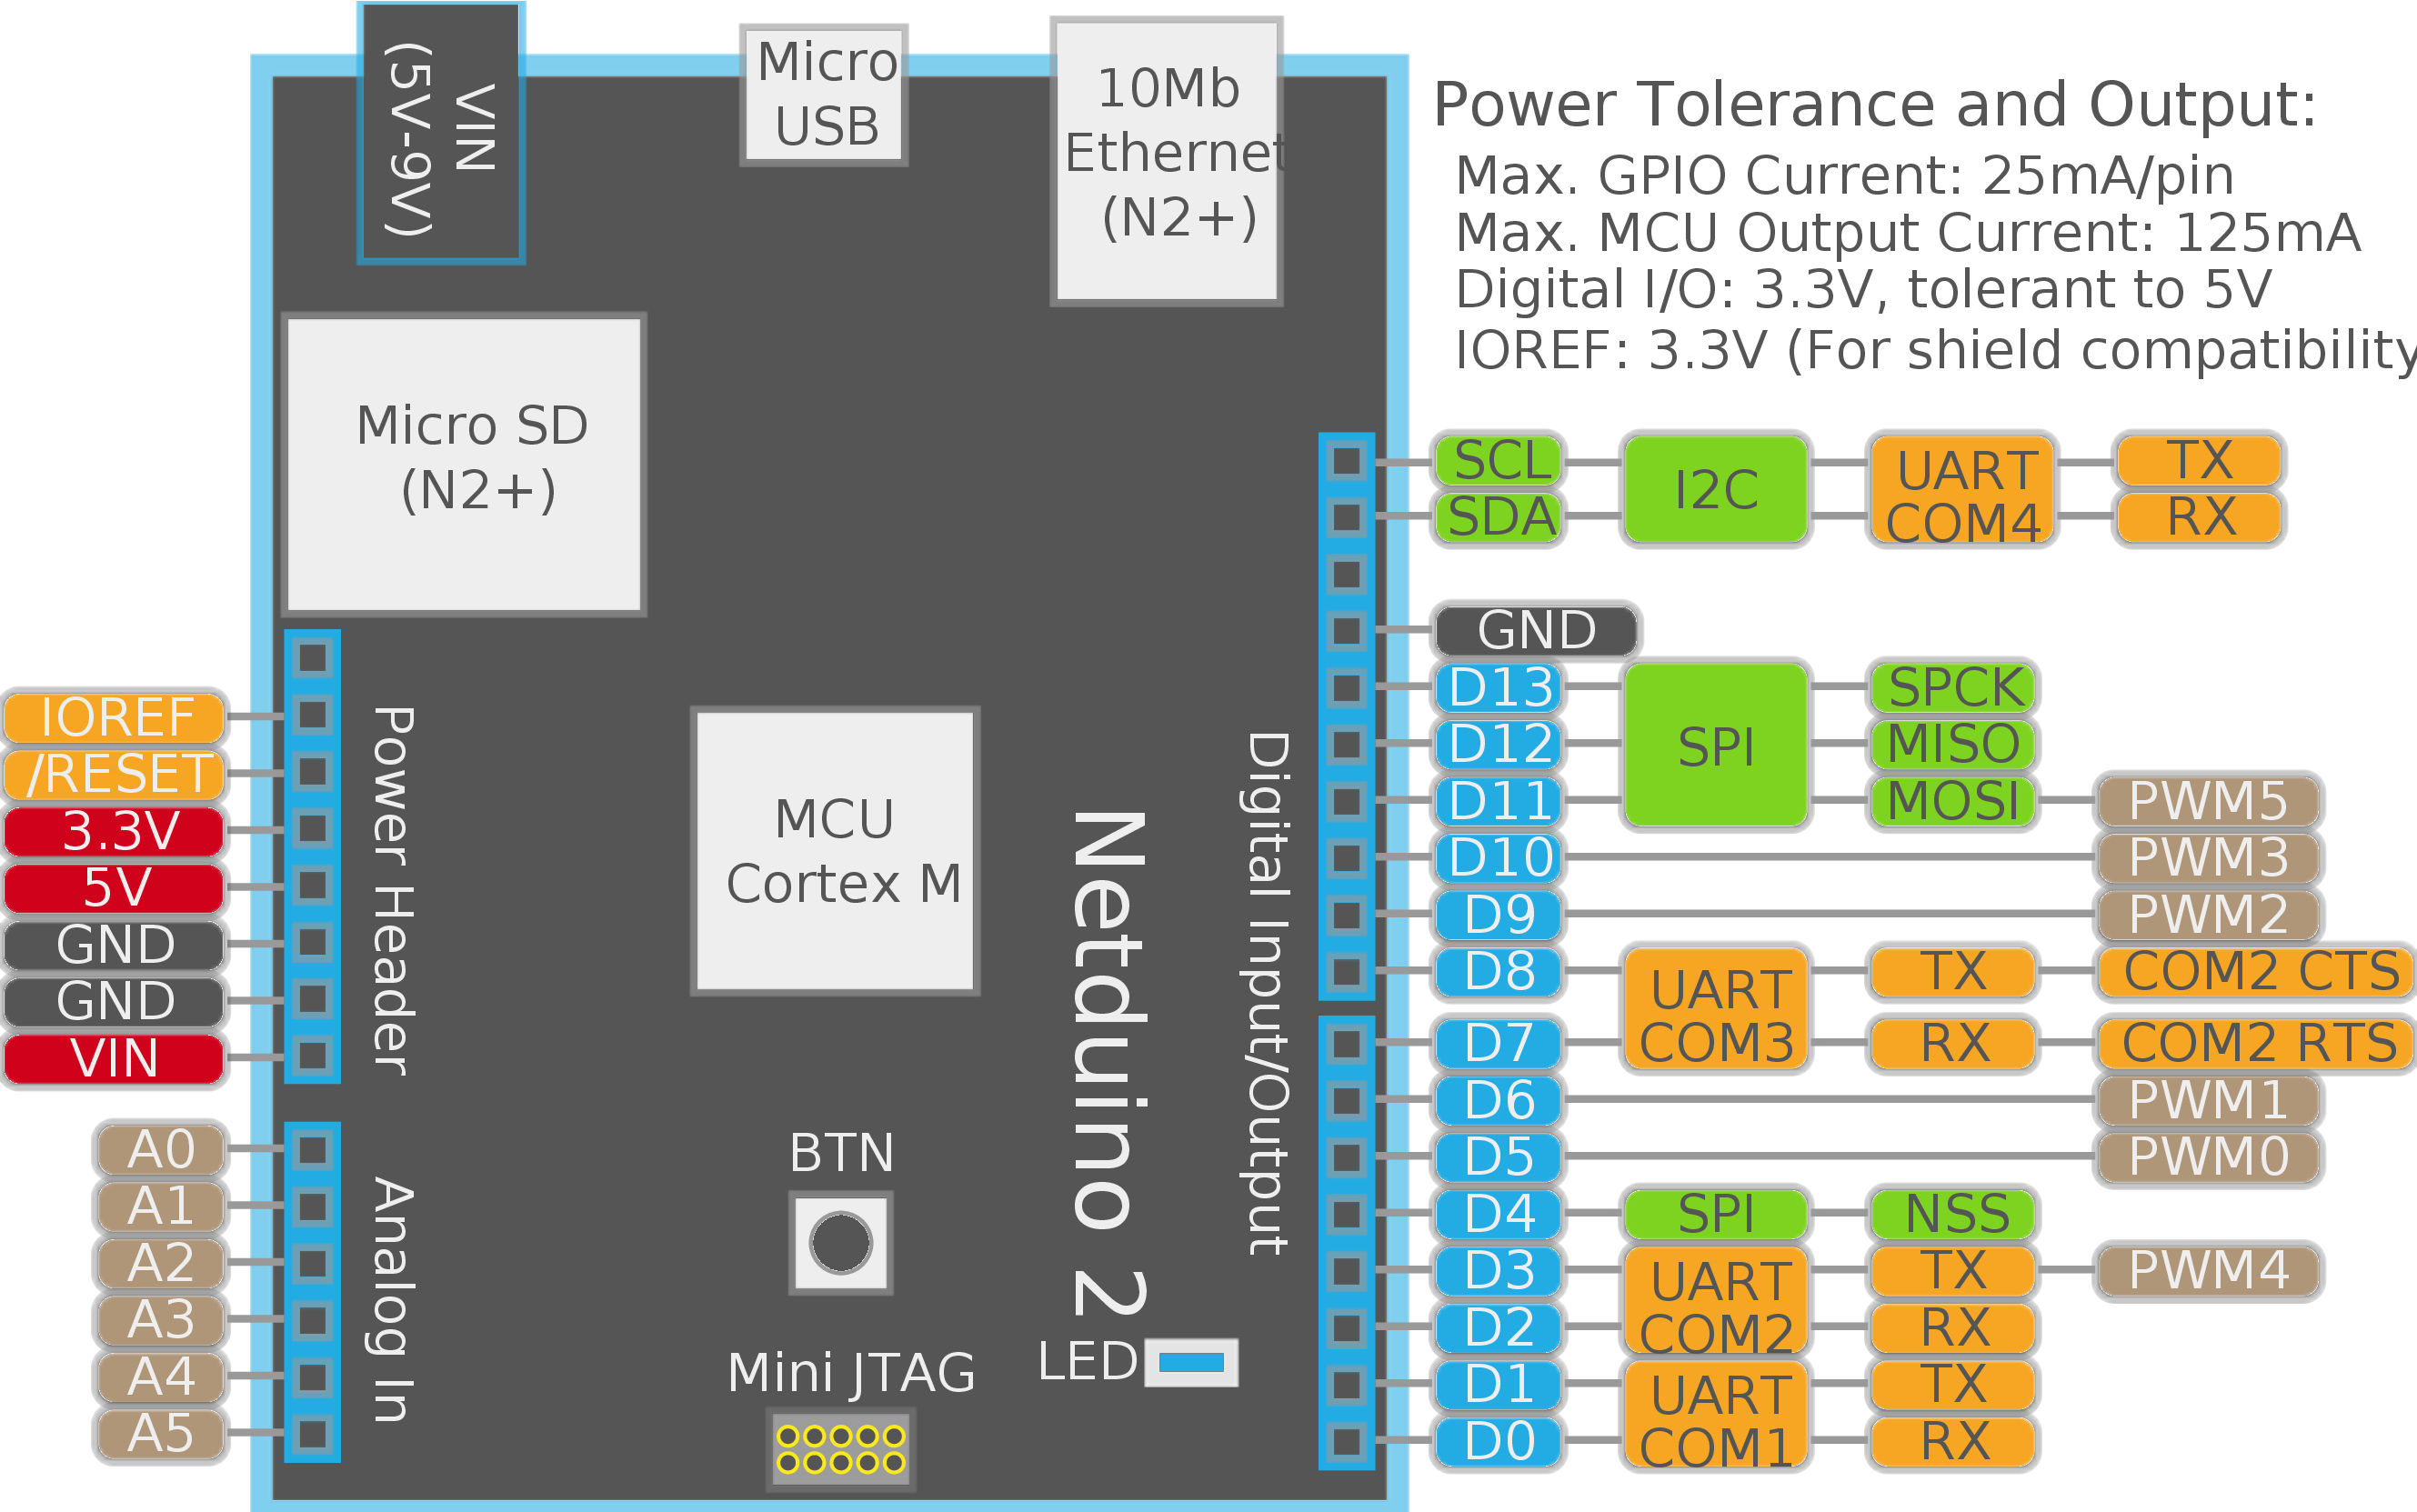 VIN
(5V-9V)
Micro
USB
10Mb
Ethernet
(N2+)
Power Tolerance and Output:
Max. GPIO Current: 25mA/pin
Max. MCU Output Current: 125mA
Digital I/O: 3.3V, tolerant to 5V
IOREF: 3.3V (For shield compatibility
Micro SD
(N2+)
IOREF
/RESET
3.3V
5V
GND
GND
VIN
Power Header
A0
A1
A2
A3
A4
A5
Analog In
MCU
Cortex M
BTN
Mini JTAG
LED
Netduino 2
Digital Input/Output
SCL I2C UART COM4 TX
SDA RX
GND
D13 SPI SPCK
D12 MISO
D11 MOSI PWM5
D10 PWM3
D9 PWM2
D8 UART COM3 TX COM2 CTS
D7 RX COM2 RTS
D6 PWM1
D5 PWM0
D4 SPI NSS
D3 UART COM2 TX PWM4
D2 RX
D1 UART COM1 TX
D0 RX